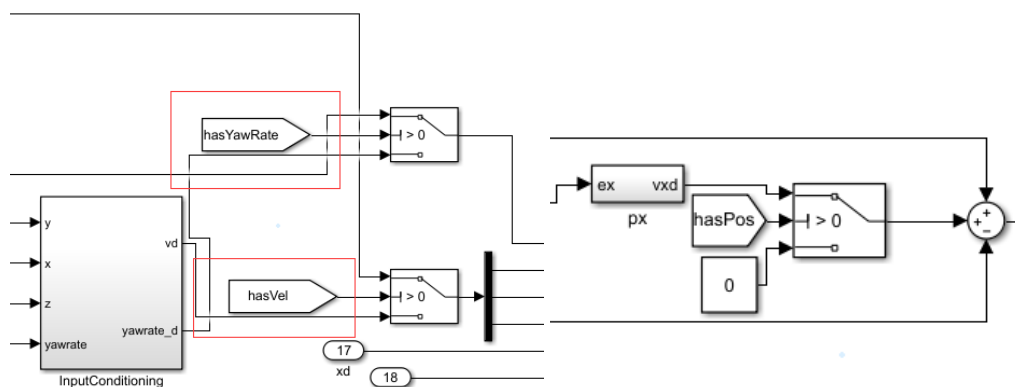 hasYawRate
> 0
y
vd
x
z
yawrate_d
yawrate
InputConditioning
hasVel
> 0
17
xd
18
ex vxd
px
hasPos
> 0
0
+
+
−